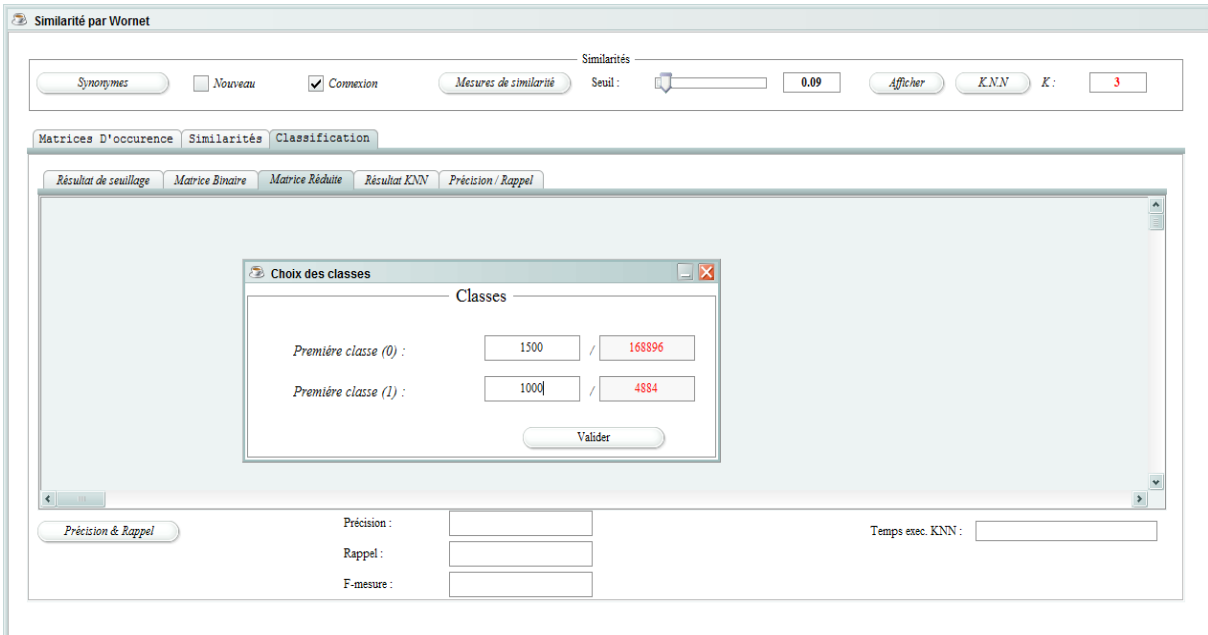 Similarité par Wornet
Similarités
Synonymes Nouveau Connexion Mesures de similarité Seuil : 0.09 Afficher K.N.N K : 3
Matrices D'occurence Similarités Classification
Résultat de seuillage Matrice Binaire Matrice Réduite Résultat KNN Précision / Rappel
Choix des classes
Classes
Premiére classe (0) : 1500 / 168896
Premiére classe (1) : 1000 / 4884
Valider
Précision & Rappel Précision : Temps exec. KNN :
Rappel :
F-mesure :